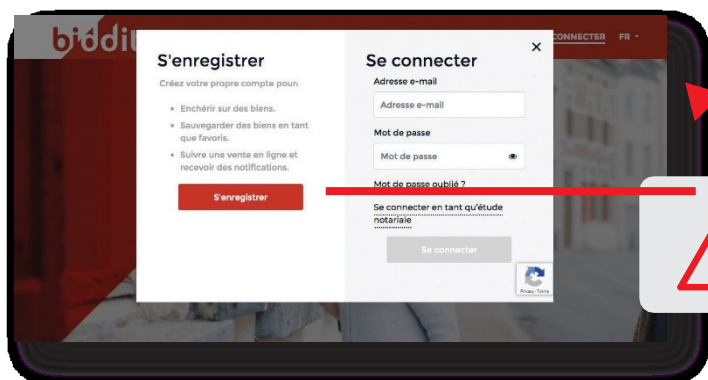 biddit
CONNECTER FR
S'enregistrer
Créez votre propre compte pour:
• Enchérir sur des biens.
• Sauvegarder des biens en tant
que favoris.
• Suivre une vente en ligne et
recevoir des notifications.
S'enregistrer
Se connecter
Adresse e-mail
Adresse e-mail
Mot de passe
Mot de passe
Mot de passe oublié ?
Se connecter en tant qu'étude
notariale
Se connecter
Privacy - Terms